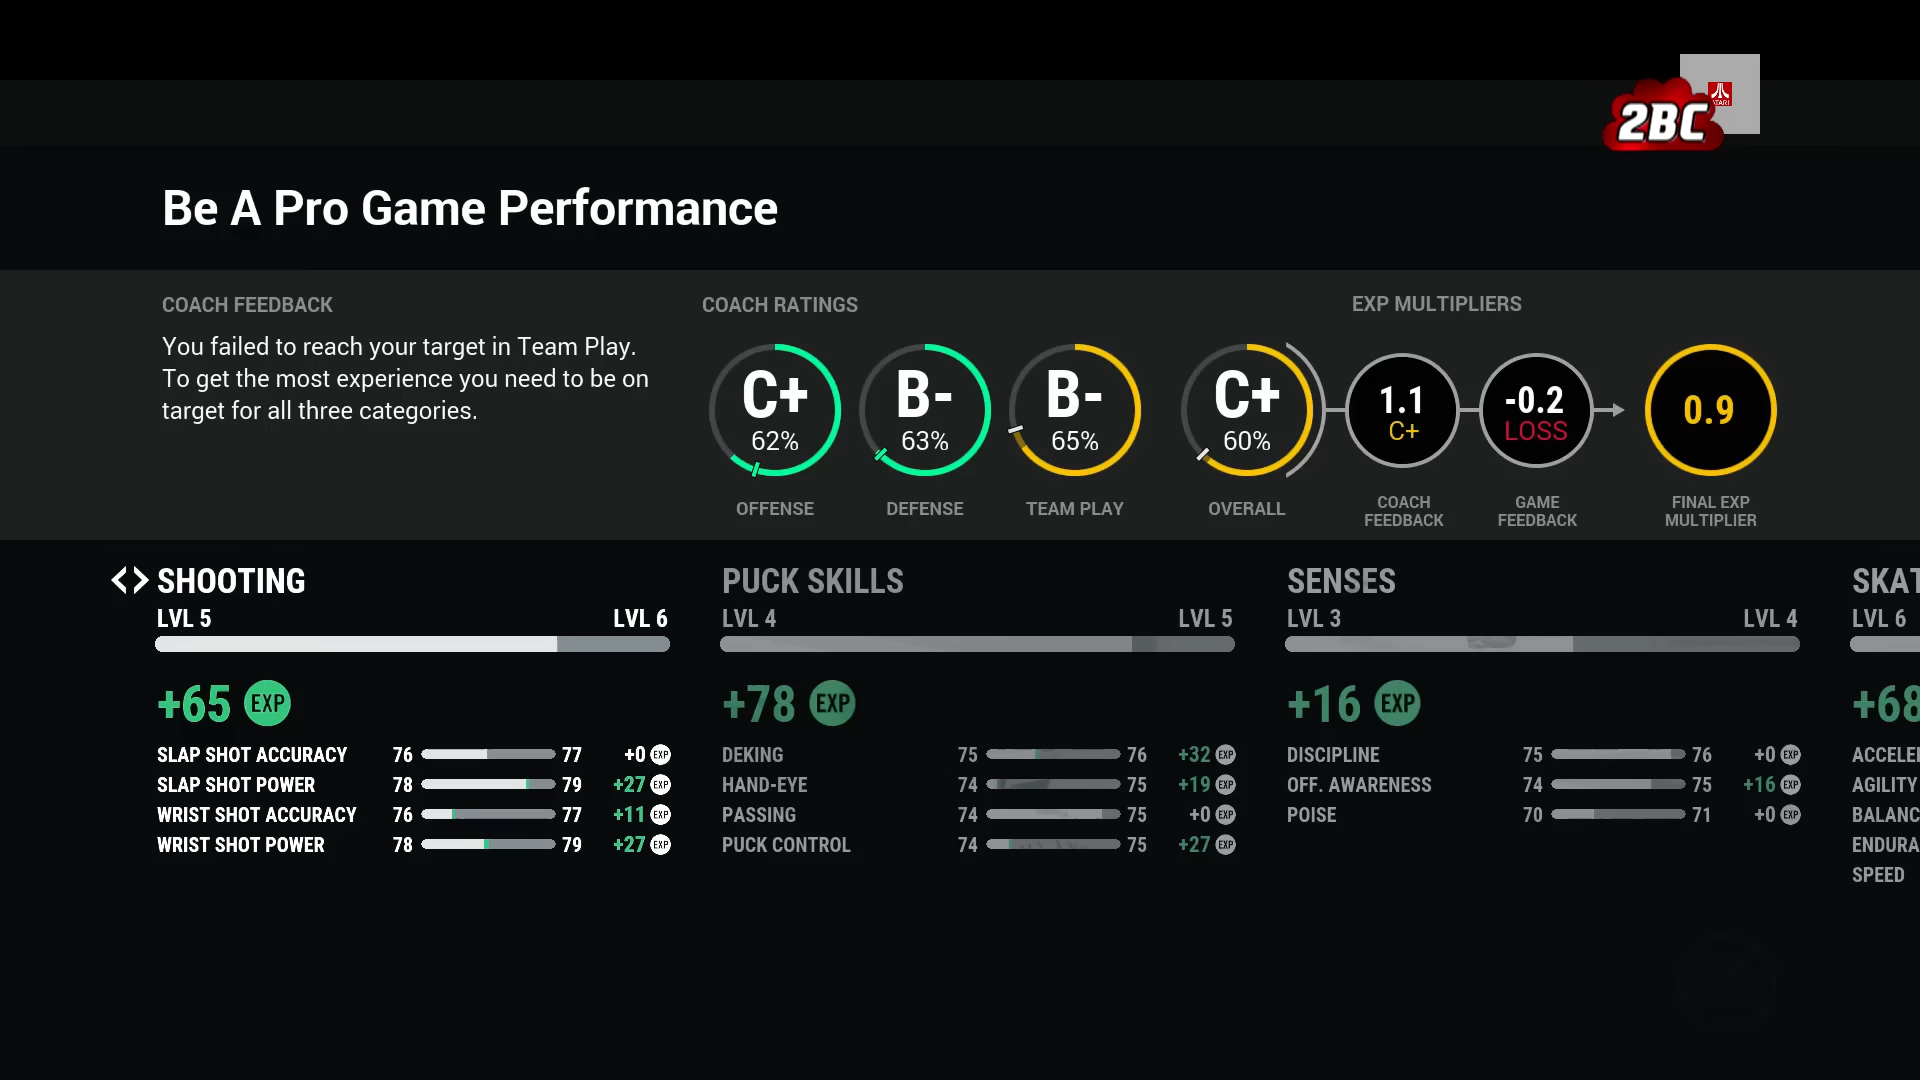 2BC
ATARI
Be A Pro Game Performance
COACH FEEDBACK
You failed to reach your target in Team Play.
To get the most experience you need to be on
target for all three categories.
COACH RATINGS
EXP MULTIPLIERS
C+
62%
OFFENSE
B-
63%
DEFENSE
B-
65%
TEAM PLAY
C+
60%
OVERALL
1.1
C+
COACH
FEEDBACK
-0.2
LOSS
GAME
FEEDBACK
0.9
FINAL EXP
MULTIPLIER
SHOOTING
LVL 5 LVL 6
+65 EXP
SLAP SHOT ACCURACY 76 77 +0 EXP
SLAP SHOT POWER 78 79 +27 EXP
WRIST SHOT ACCURACY 76 77 +11 EXP
WRIST SHOT POWER 78 79 +27 EXP
PUCK SKILLS
LVL 4 LVL 5
+78 EXP
DEKING 75 76 +32 EXP
HAND-EYE 74 75 +19 EXP
PASSING 74 75 +0 EXP
PUCK CONTROL 74 75 +27 EXP
SENSES
LVL 3 LVL 4
+16 EXP
DISCIPLINE 75 76 +0 EXP
OFF. AWARENESS 74 75 +16 EXP
POISE 70 71 +0 EXP
SKAT
LVL 6
+68
ACCELE
AGILITY
BALANC
ENDURA
SPEED